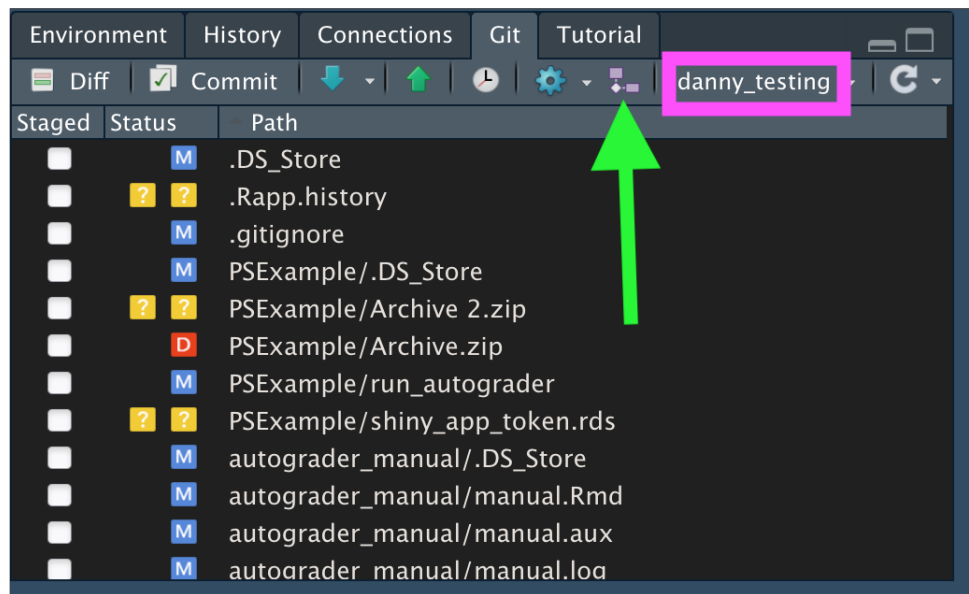 Environment History Connections Git Tutorial
Diff Commit danny_testing
Staged Status Path
M .DS_Store
? ? .Rapp.history
M .gitignore
M PSExample/.DS_Store
? ? PSExample/Archive 2.zip
D PSExample/Archive.zip
M PSExample/run_autograder
? ? PSExample/shiny_app_token.rds
M autograder_manual/.DS_Store
M autograder_manual/manual.Rmd
M autograder_manual/manual.aux
M autograder_manual/manual.log